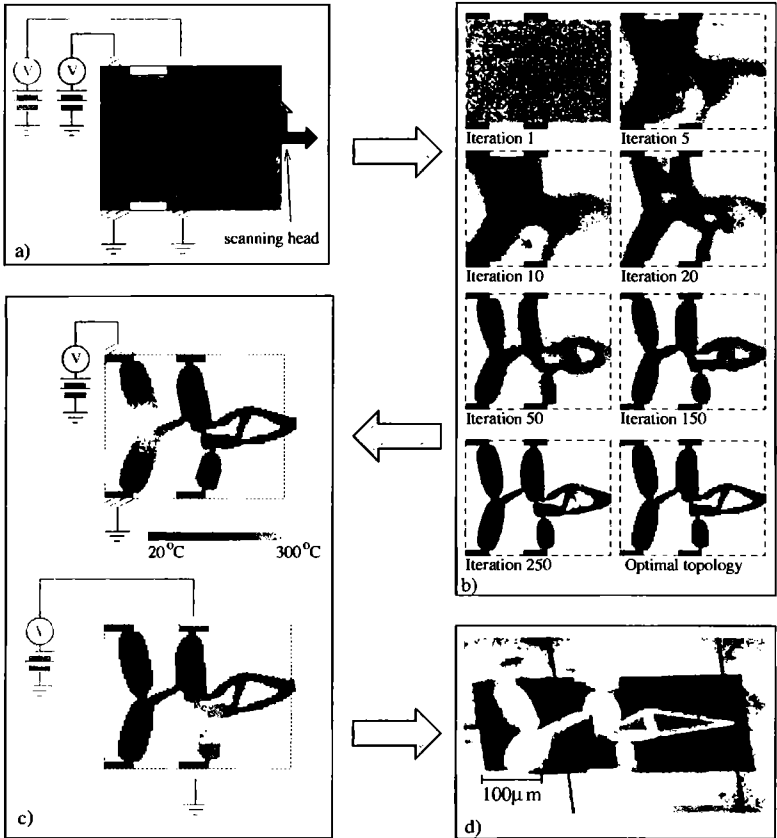 V
V
scanning head
a)
Iteration 1
Iteration 5
Iteration 10
Iteration 20
Iteration 50
Iteration 150
Iteration 250
Optimal topology
b)
V
20°C
300°C
V
c)
100μm
d)